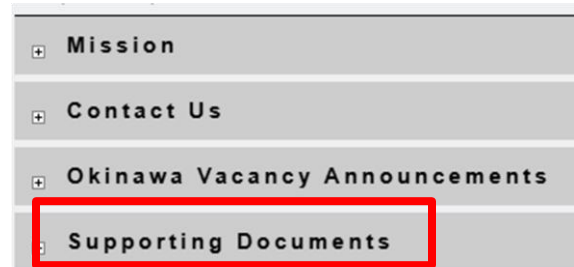 Mission
Contact Us
Okinawa Vacancy Announcements
Supporting Documents